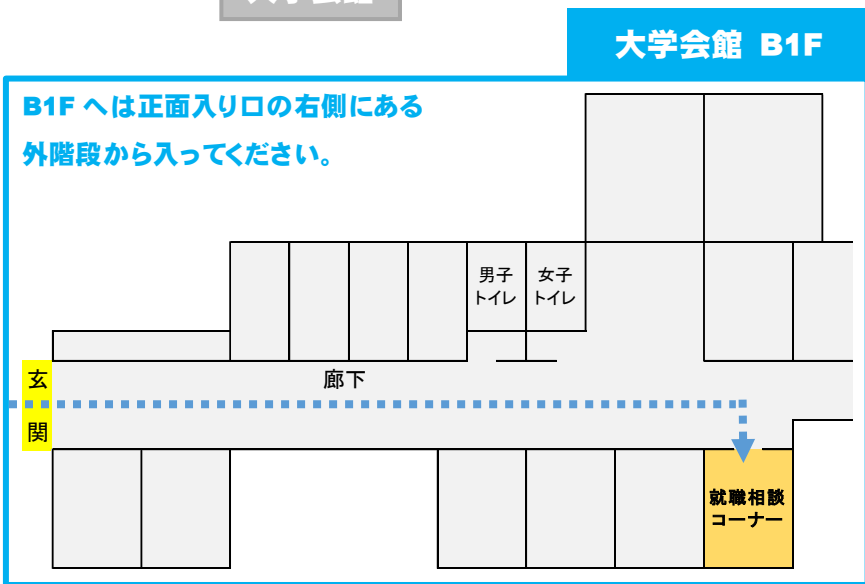 大学会館 B1F
B1F へは正面入り口の右側にある
外階段から入ってください。
男子
トイレ
女子
トイレ
玄
関
廊下
就職相談
コーナー